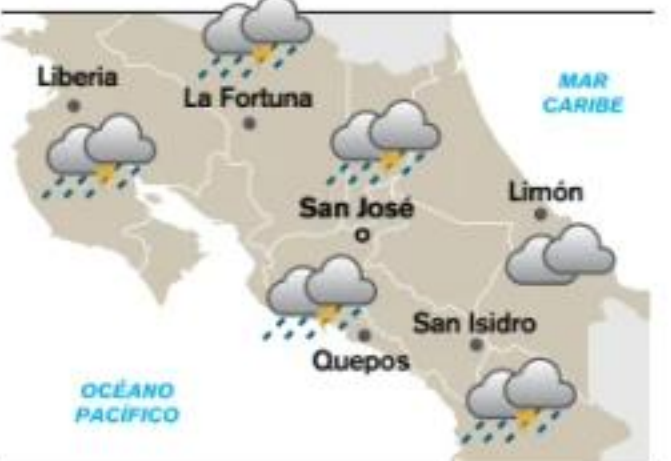 Liberia
La Fortuna
MAR
CARIBE
San José
Limón
San Isidro
Quepos
OCÉANO
PACÍFICO